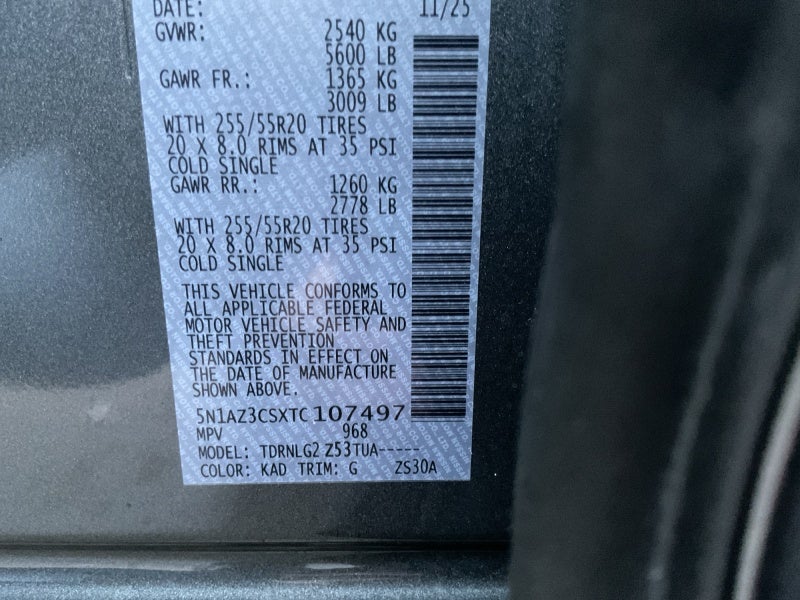 DATE: 11/25
GVWR: 2540 KG
5600 LB
GAWR FR.: 1365 KG
3009 LB
WITH 255/55R20 TIRES
20 X 8.0 RIMS AT 35 PSI
COLD SINGLE
GAWR RR.: 1260 KG
2778 LB
WITH 255/55R20 TIRES
20 X 8.0 RIMS AT 35 PSI
COLD SINGLE
THIS VEHICLE CONFORMS TO
ALL APPLICABLE FEDERAL
MOTOR VEHICLE SAFETY AND
THEFT PREVENTION
STANDARDS IN EFFECT ON
THE DATE OF MANUFACTURE
SHOWN ABOVE.
5N1AZ3CSXTC107497
MPV 968
MODEL: TDRNLG2 Z53TUA-----
COLOR: KAD TRIM: G ZS30A